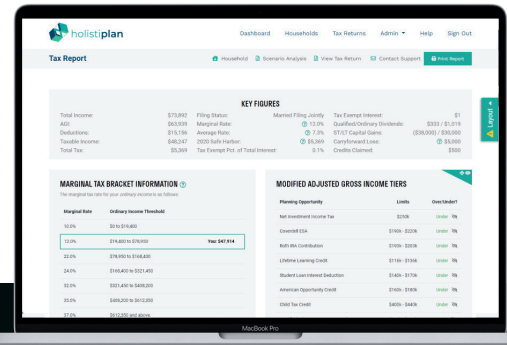 holistiplan
Dashboard Households Tax Returns Admin Help Sign Out
Tax Report
Household Scenario Analysis View Tax Return Contact Support Print Report
Layout
KEY FIGURES
Total Income: $73,892 Filing Status: Married Filing Jointly Tax Exempt Interest: $1
AGI: $63,939 Marginal Rate: 12.0% Qualified/Ordinary Dividends: $333 / $1,019
Deductions: $15,156 Average Rate: 7.3% ST/LT Capital Gains: ($38,000) / $30,000
Taxable Income: $48,247 2020 Safe Harbor: $5,369 Carryforward Loss: $5,000
Total Tax: $5,369 Tax Exempt Pct. of Total Interest: 0.1% Credits Claimed: $500
MARGINAL TAX BRACKET INFORMATION
The marginal tax rate for your ordinary income is as follows:
Marginal Rate Ordinary Income Threshold
10.0% $0 to $19,400
12.0% $19,400 to $78,950 You: $47,914
22.0% $78,950 to $168,400
24.0% $168,400 to $321,450
32.0% $321,450 to $408,200
35.0% $408,200 to $612,350
37.0% $612,350 and above
MODIFIED ADJUSTED GROSS INCOME TIERS
Planning Opportunity Limits Over/Under?
Net Investment Income Tax $250k Under
Coverdell ESA $190k - $220k Under
Roth IRA Contribution $193k - $203k Under
Lifetime Learning Credit $116k - $136k Under
Student Loan Interest Deduction $140k - $170k Under
American Opportunity Credit $160k - $180k Under
Child Tax Credit $400k - $440k Under
MacBook Pro